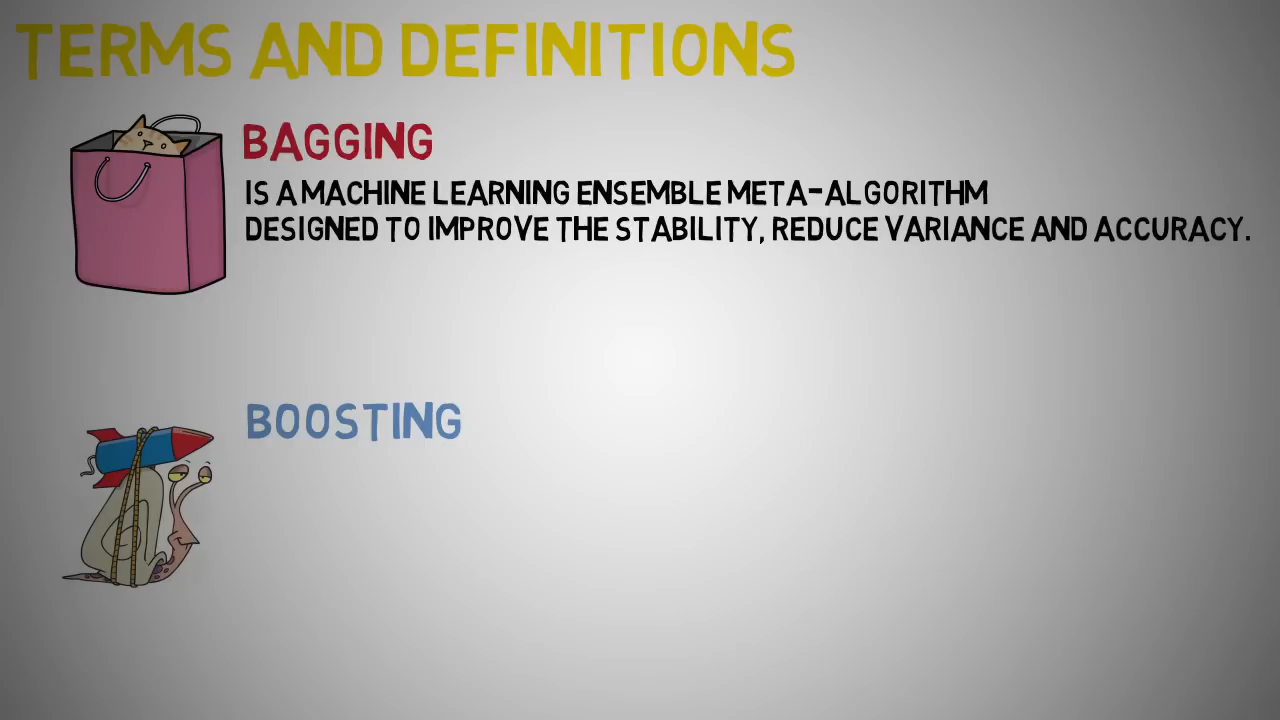 TERMS AND DEFINITIONS
BAGGING
IS A MACHINE LEARNING ENSEMBLE META-ALGORITHM
DESIGNED TO IMPROVE THE STABILITY, REDUCE VARIANCE AND ACCURACY.
BOOSTING